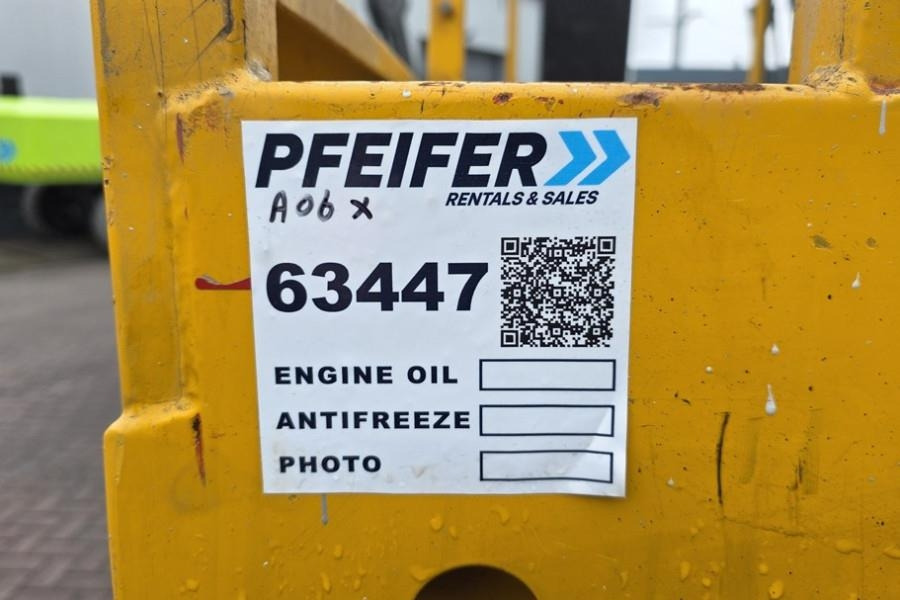 PFEIFER
RENTALS & SALES
A06 x
63447
ENGINE OIL
ANTIFREEZE
PHOTO